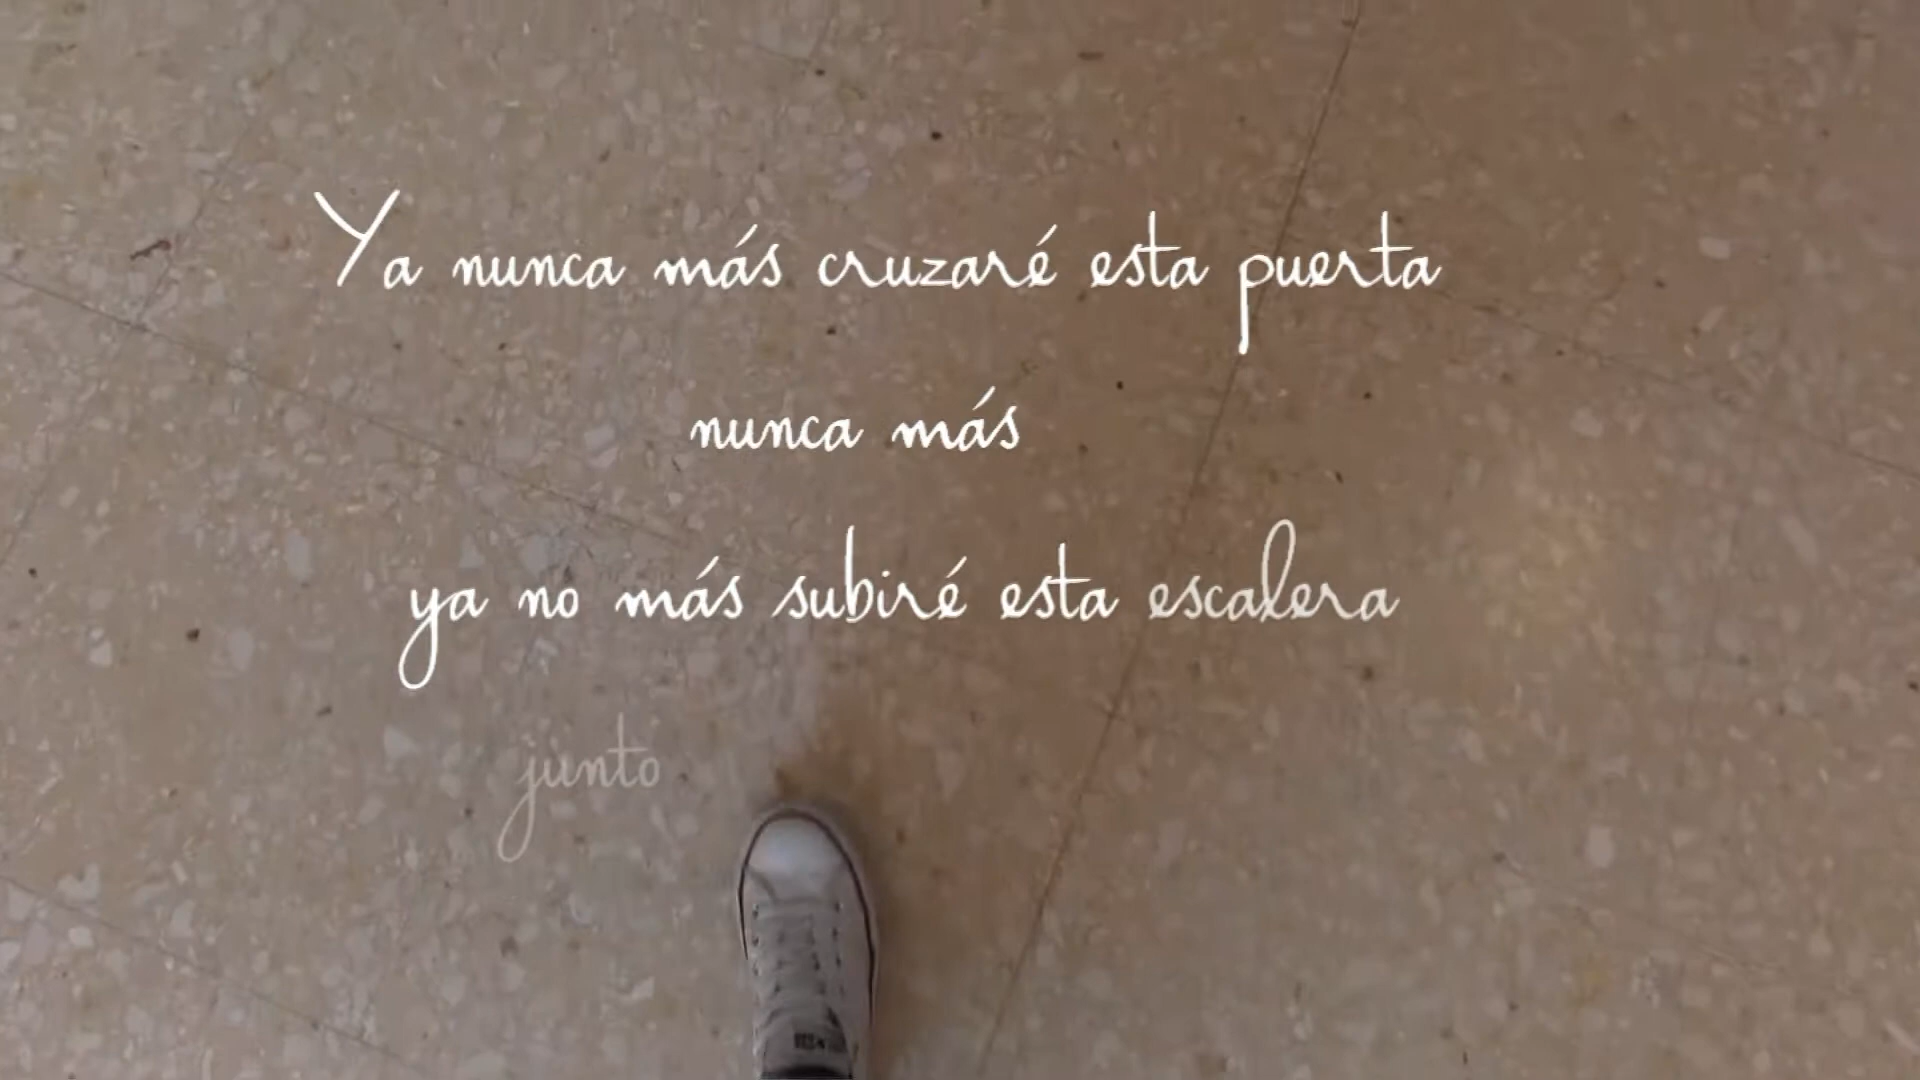 Ya nunca más cruzaré esta puerta
nunca más
ya no más subiré esta escalera
junto